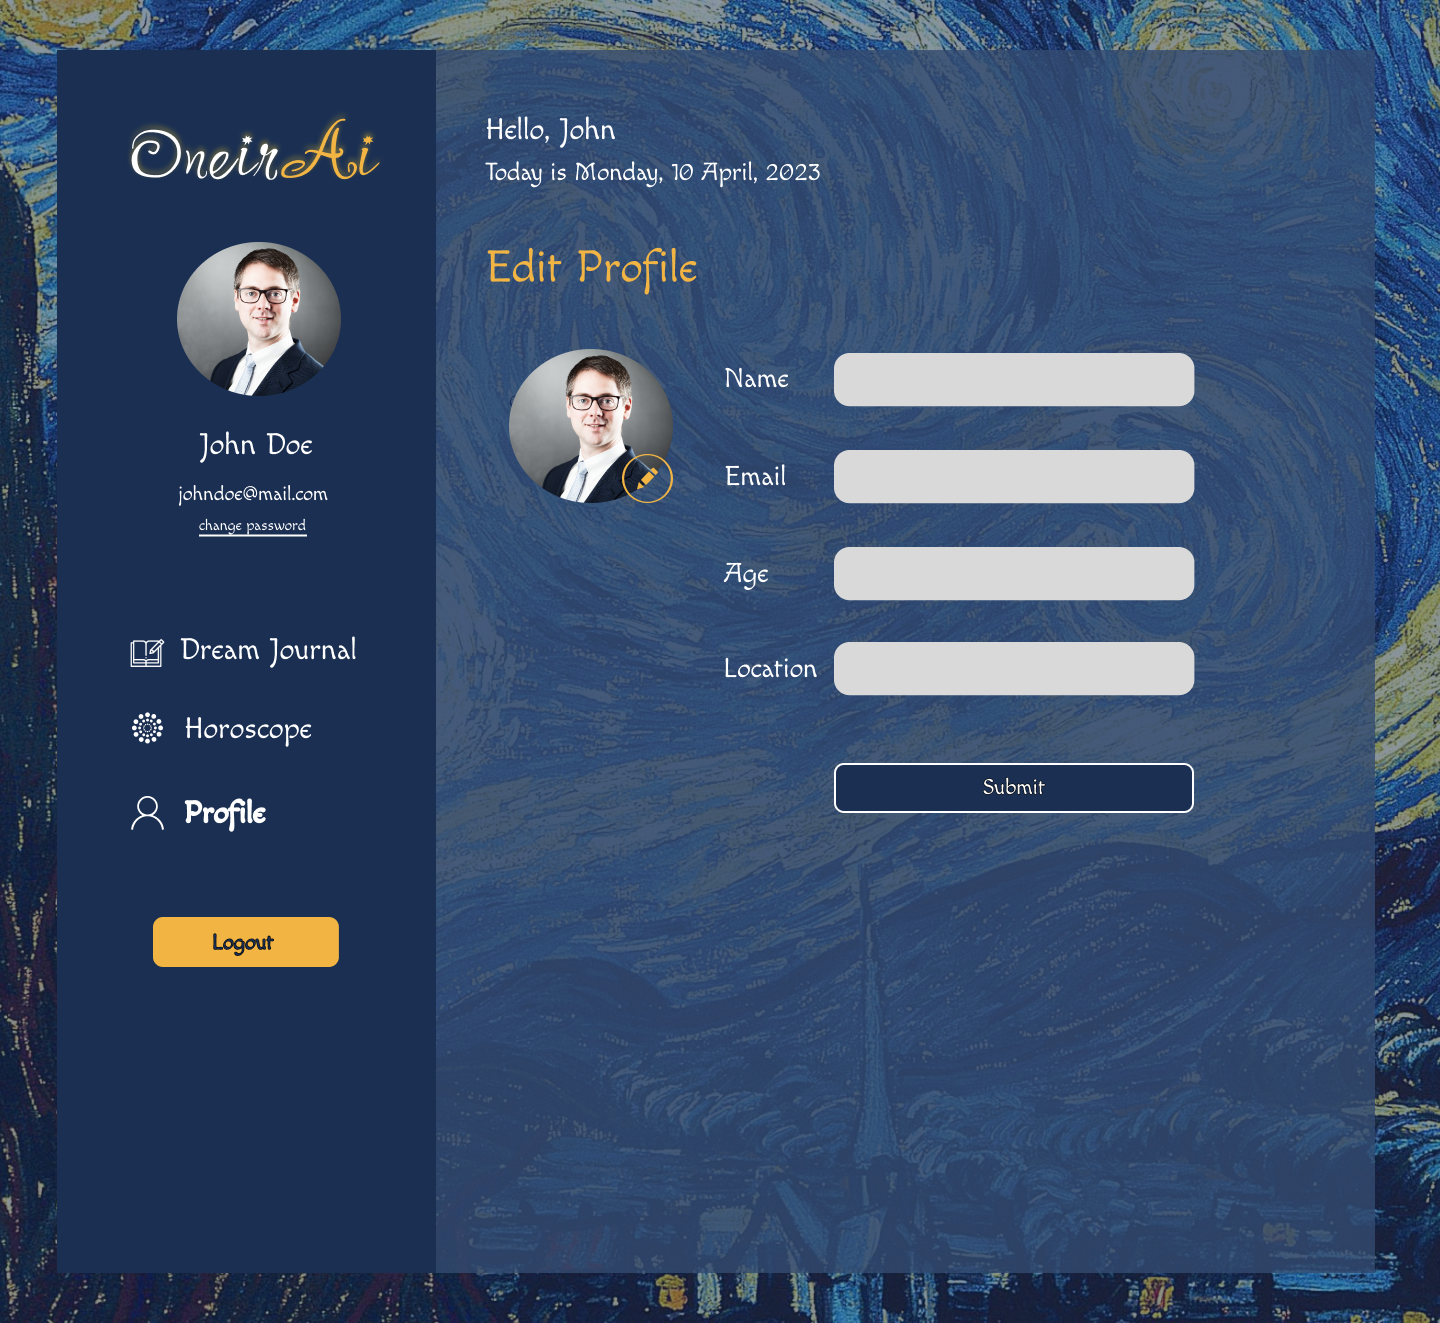 OneirAi
John Doe
johndoe@mail.com
change password
Dream Journal
Horoscope
Profile
Logout
Hello, John
Today is Monday, 10 April, 2023
Edit Profile
Name
Email
Age
Location
Submit